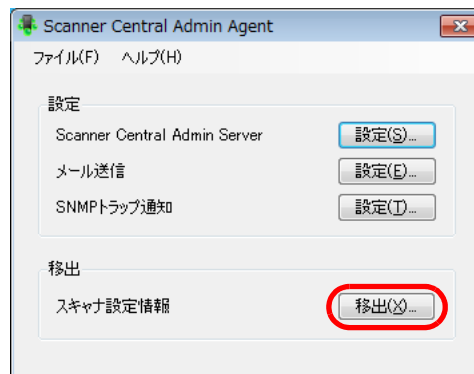 Scanner Central Admin Agent
ファイル(F) ヘルプ(H)
設定
Scanner Central Admin Server 設定(S)...
メール送信 設定(E)...
SNMPトラップ通知 設定(T)...
移出
スキャナ設定情報 移出(X)...